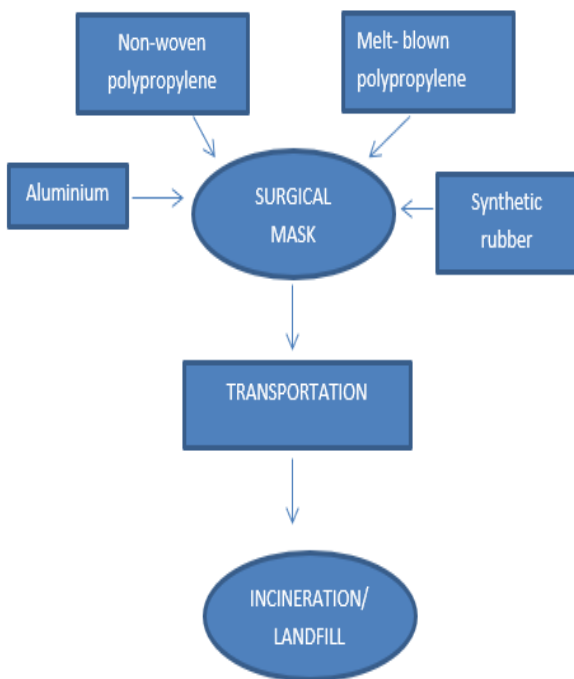 Non-woven
polypropylene
Melt- blown
polypropylene
Aluminium
SURGICAL
MASK
Synthetic
rubber
TRANSPORTATION
INCINERATION/
LANDFILL